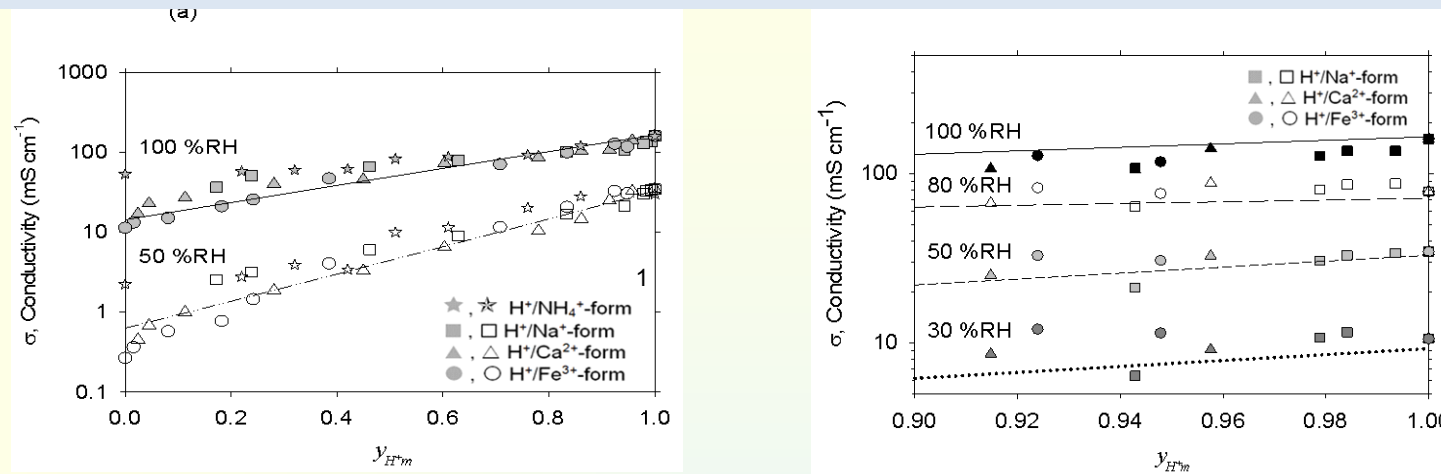 (a)
σ, Conductivity (mS cm⁻¹)
1000
100
10
1
0.1
100 %RH
50 %RH
1
, H⁺/NH₄⁺-form
, H⁺/Na⁺-form
, H⁺/Ca²⁺-form
, H⁺/Fe³⁺-form
0.0 0.2 0.4 0.6 0.8 1.0
y_H⁺m
σ, Conductivity (mS cm⁻¹)
100
10
, H⁺/Na⁺-form
, H⁺/Ca²⁺-form
, H⁺/Fe³⁺-form
100 %RH
80 %RH
50 %RH
30 %RH
0.90 0.92 0.94 0.96 0.98 1.00
y_H⁺m